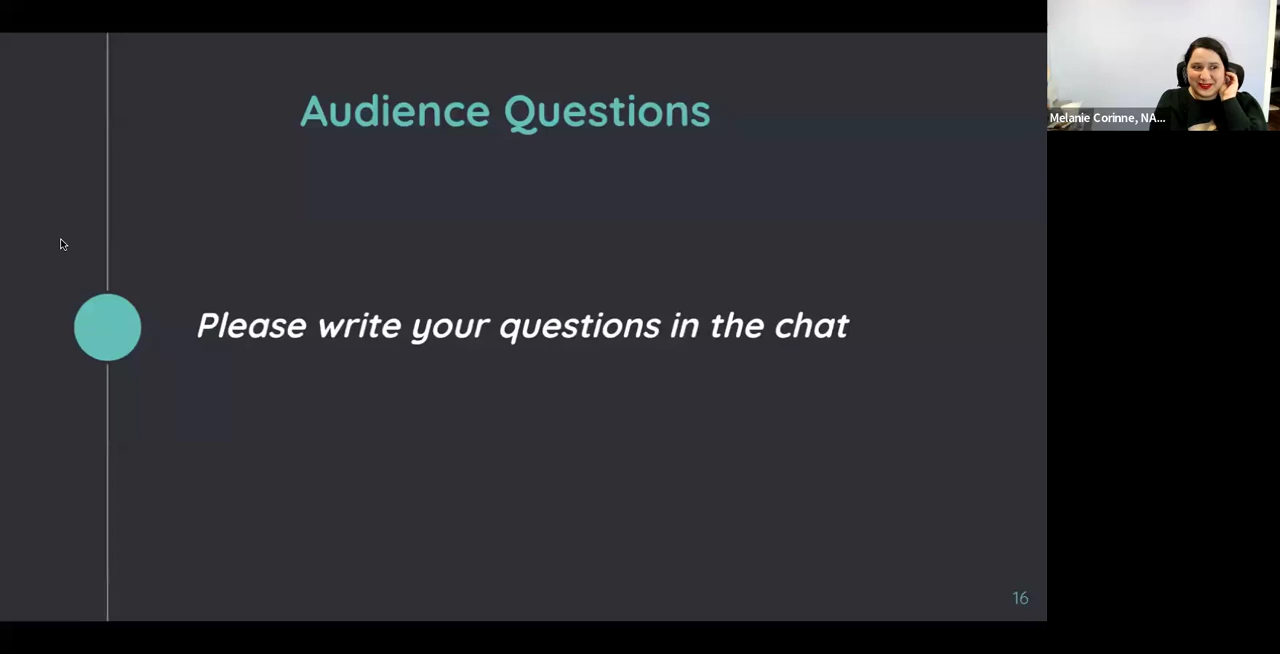 Audience Questions
Melanie Corinne, NA...
Please write your questions in the chat
16